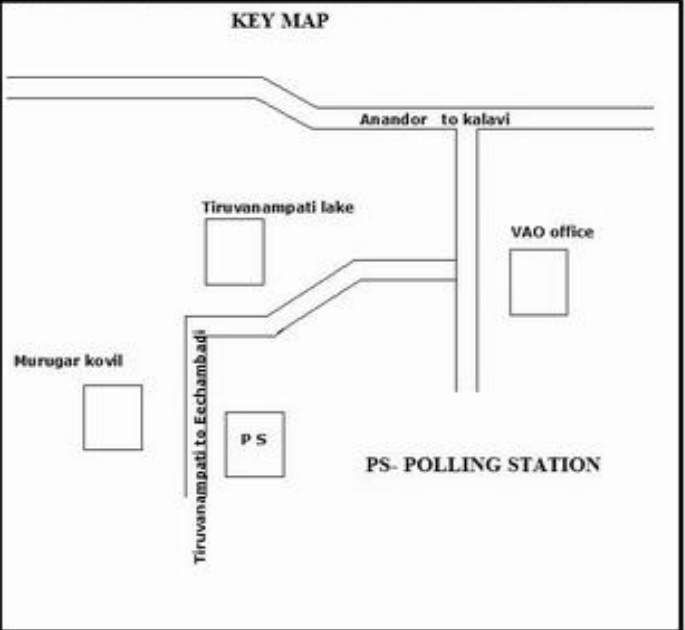 KEY MAP
Anandor to kalavi
Tiruvanampati lake
VAO office
Murugar kovil
Tiruvanampati to Eechambadi
P S
PS- POLLING STATION